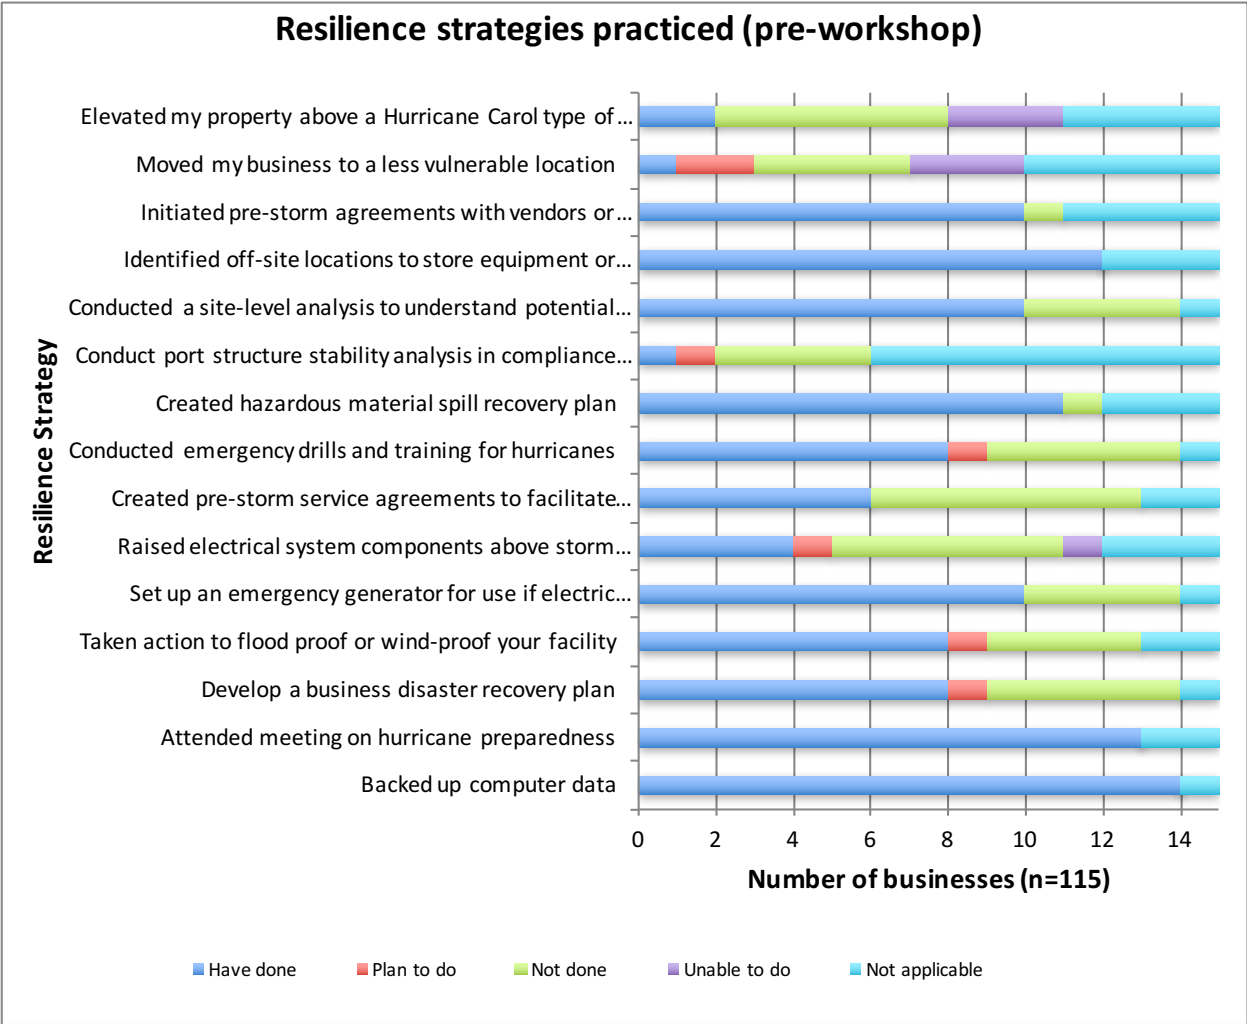 Resilience strategies practiced (pre-workshop)
Elevated my property above a Hurricane Carol type of...
Moved my business to a less vulnerable location
Initiated pre-storm agreements with vendors or...
Identified off-site locations to store equipment or...
Conducted a site-level analysis to understand potential...
Conduct port structure stability analysis in compliance...
Created hazardous material spill recovery plan
Conducted emergency drills and training for hurricanes
Created pre-storm service agreements to facilitate...
Raised electrical system components above storm...
Set up an emergency generator for use if electric...
Taken action to flood proof or wind-proof your facility
Develop a business disaster recovery plan
Attended meeting on hurricane preparedness
Backed up computer data
Resilience Strategy
0 2 4 6 8 10 12 14
Number of businesses (n=115)
Have done Plan to do Not done Unable to do Not applicable